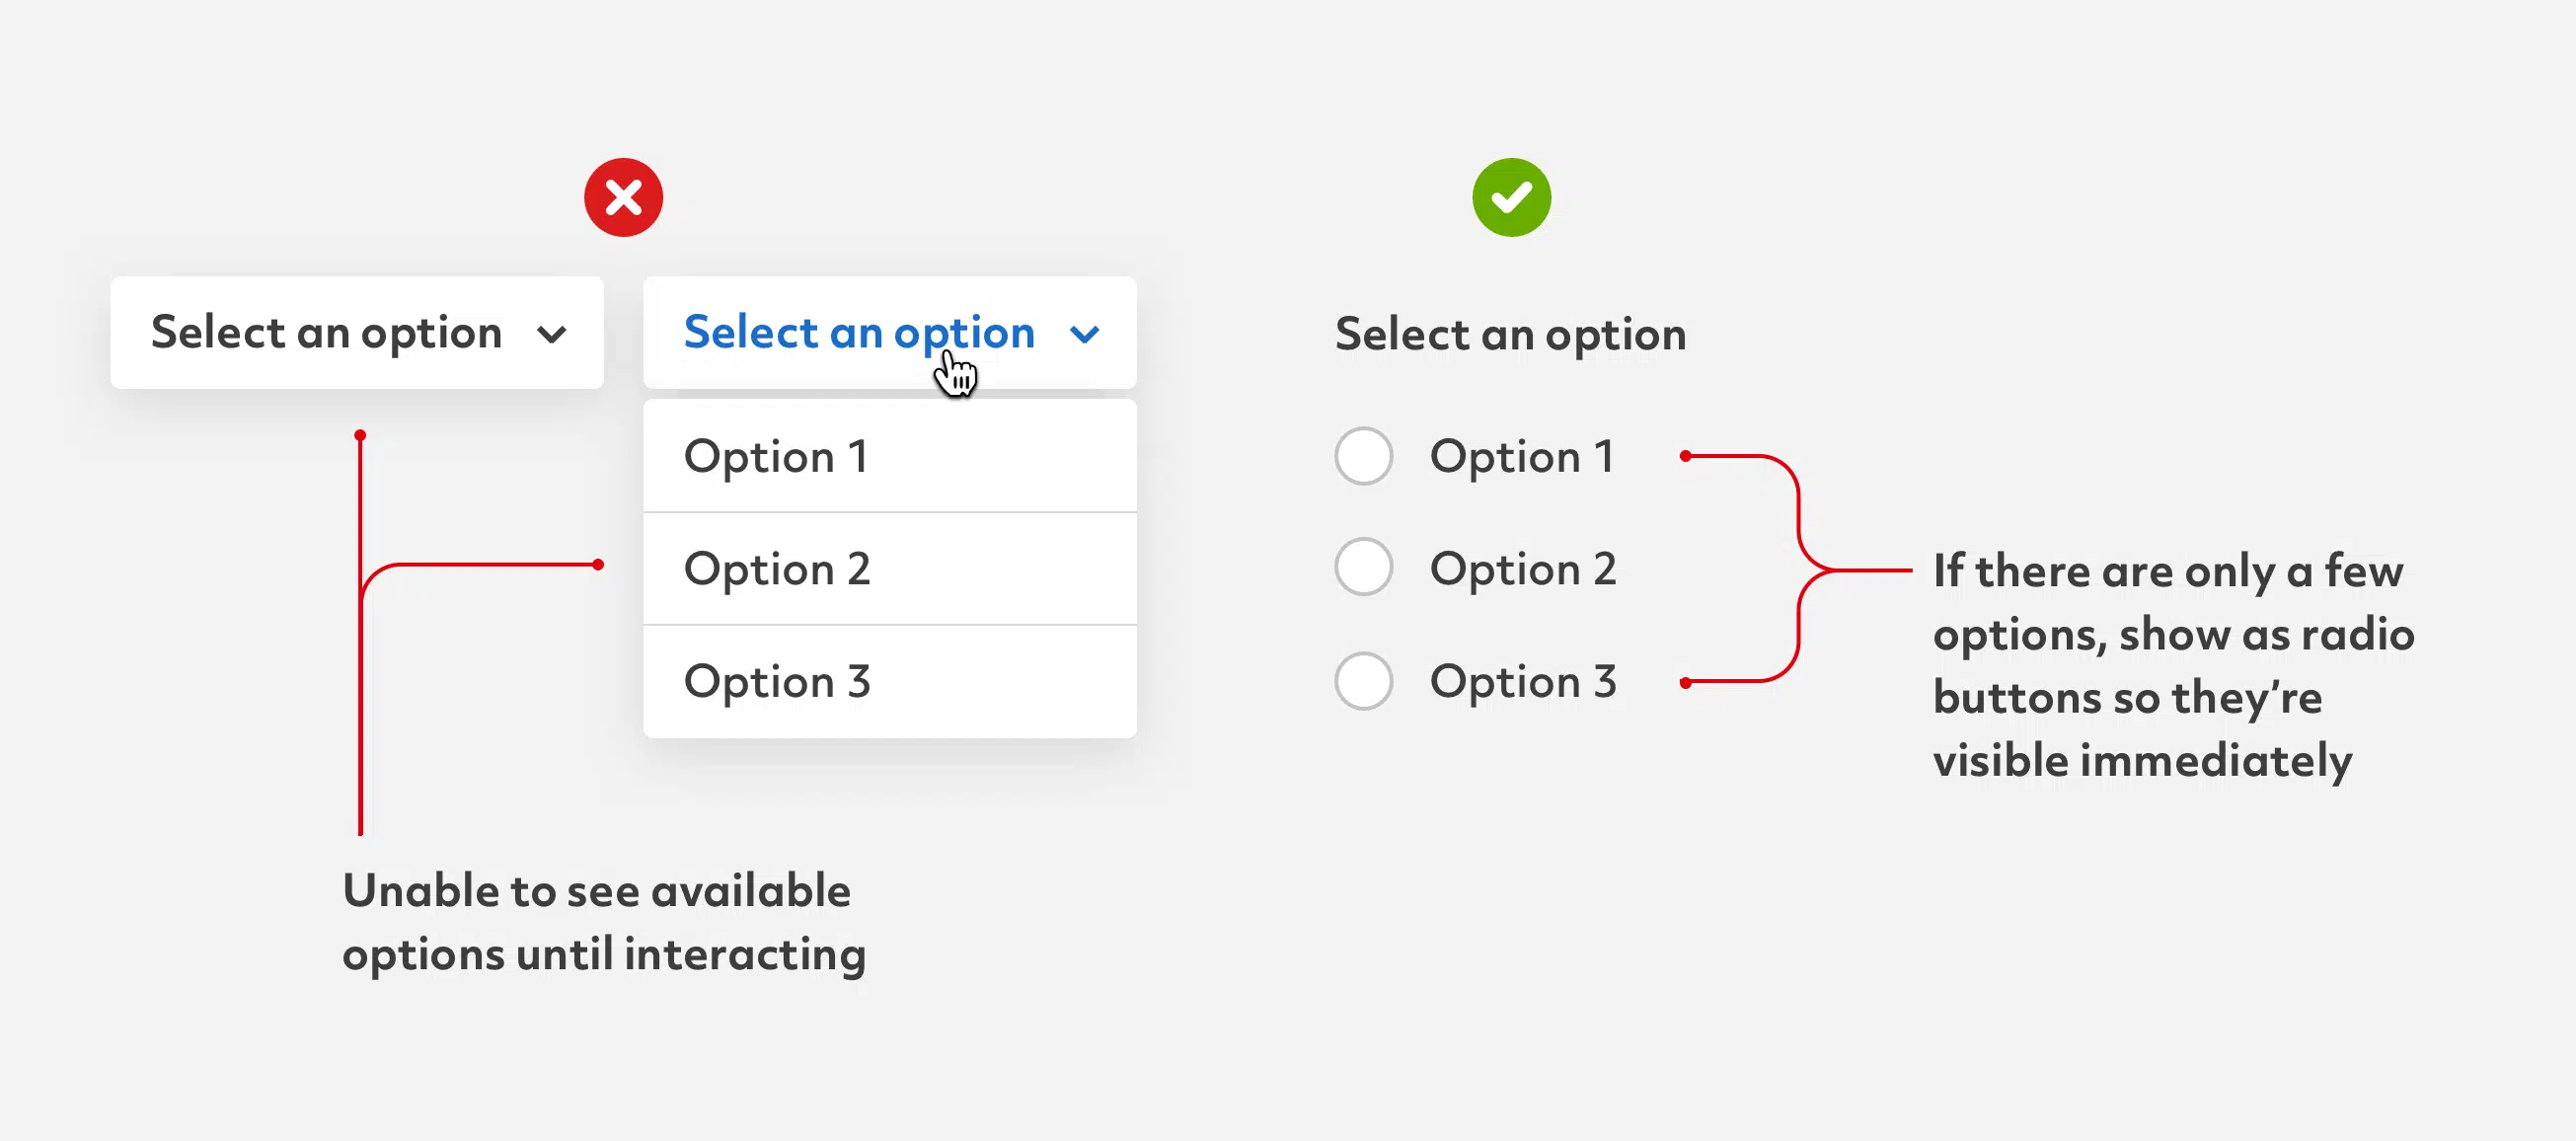 Select an option
Select an option
Option 1
Option 2
Option 3
Unable to see available
options until interacting
Select an option
Option 1
Option 2
Option 3
If there are only a few
options, show as radio
buttons so they’re
visible immediately